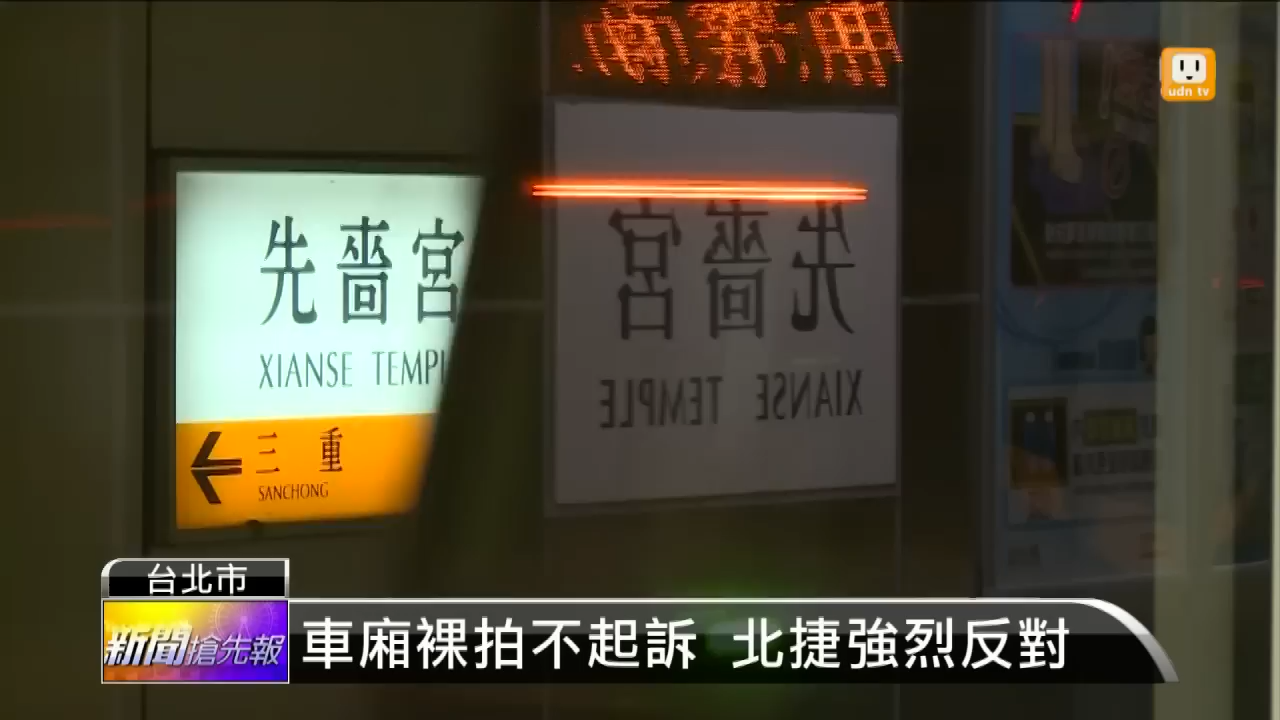 udn tv
先嗇宮
XIANSE TEMPL
三重
SANCHONG
先嗇宮
XIANSE TEMPLE
台北市
新聞搶先報
車廂裸拍不起訴 北捷強烈反對